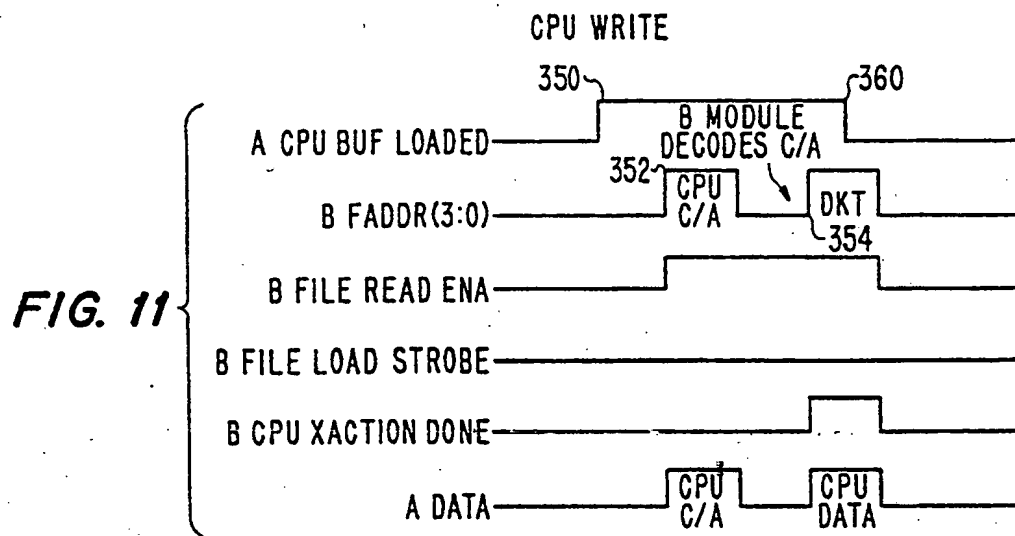 CPU WRITE
350
360
A CPU BUF LOADED
B MODULE
DECODES C/A
352
CPU
C/A
DKT
B FADDR(3:0)
354
B FILE READ ENA
FIG. 11
B FILE LOAD STROBE
B CPU XACTION DONE
A DATA
CPU
C/A
CPU
DATA